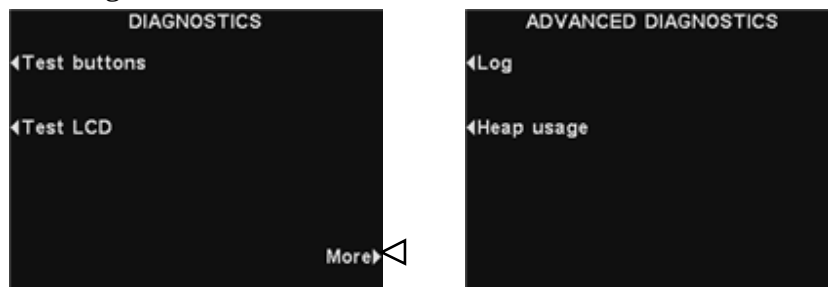 DIAGNOSTICS
Test buttons
Test LCD
More
ADVANCED DIAGNOSTICS
Log
Heap usage